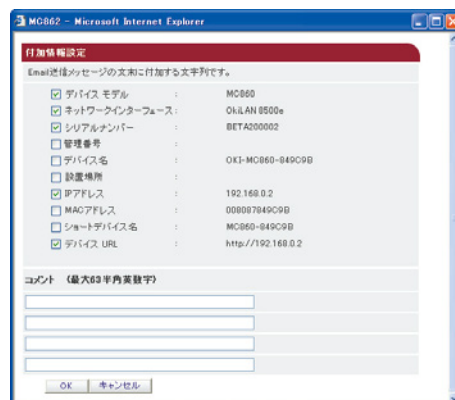 MC862 - Microsoft Internet Explorer
付加情報設定
Email送信メッセージの文末に付加する文字列です。
デバイス モデル : MC860
ネットワークインターフェース : OkiLAN 8500e
シリアルナンバー : BETA200002
管理番号 :
デバイス名 : OKI-MC860-849C9B
設置場所 :
IPアドレス : 192.168.0.2
MACアドレス : 008087849C9B
ショートデバイス名 : MC860-849C9B
デバイス URL : http://192.168.0.2
コメント (最大63半角英数字)
OK キャンセル